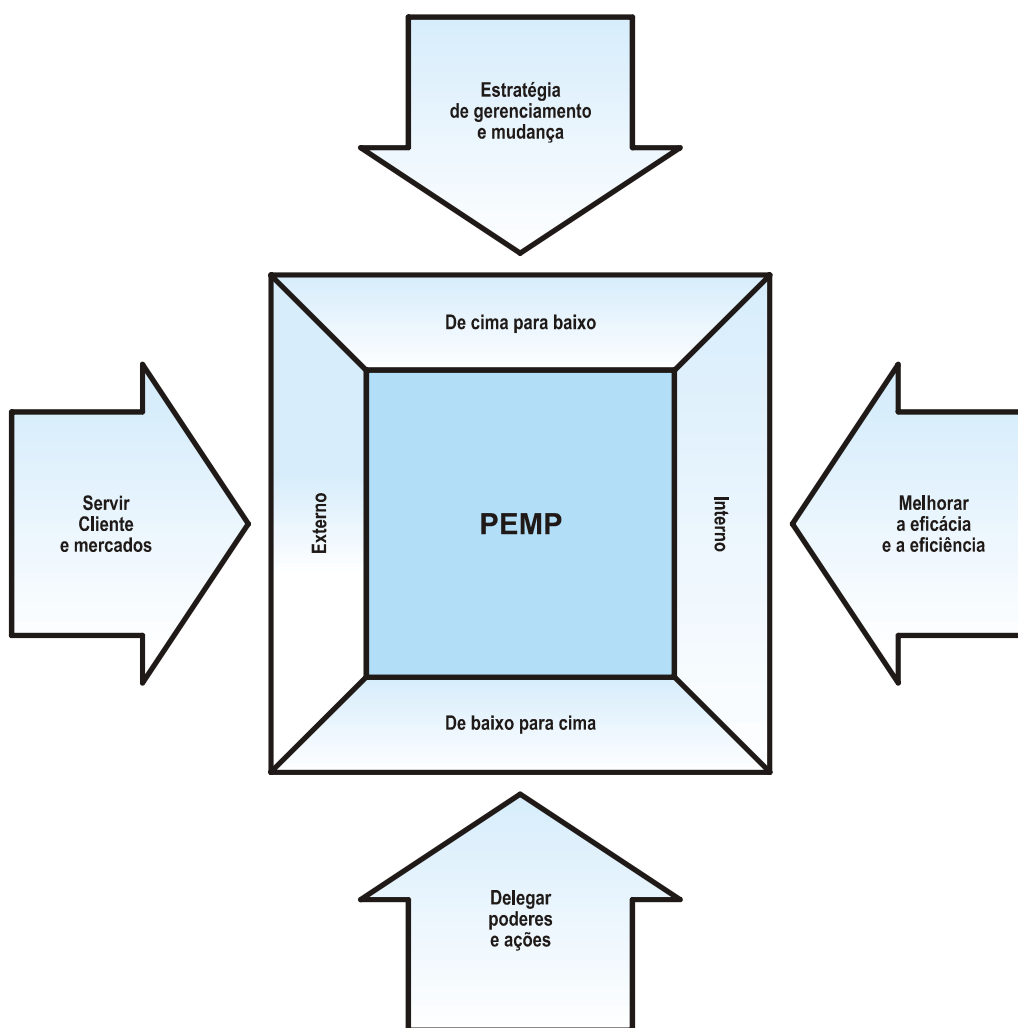 Estratégia
de gerenciamento
e mudança
De cima para baixo
Servir
Cliente
e mercados
Externo
PEMP
Interno
Melhorar
a eficácia
e a eficiência
De baixo para cima
Delegar
poderes
e ações